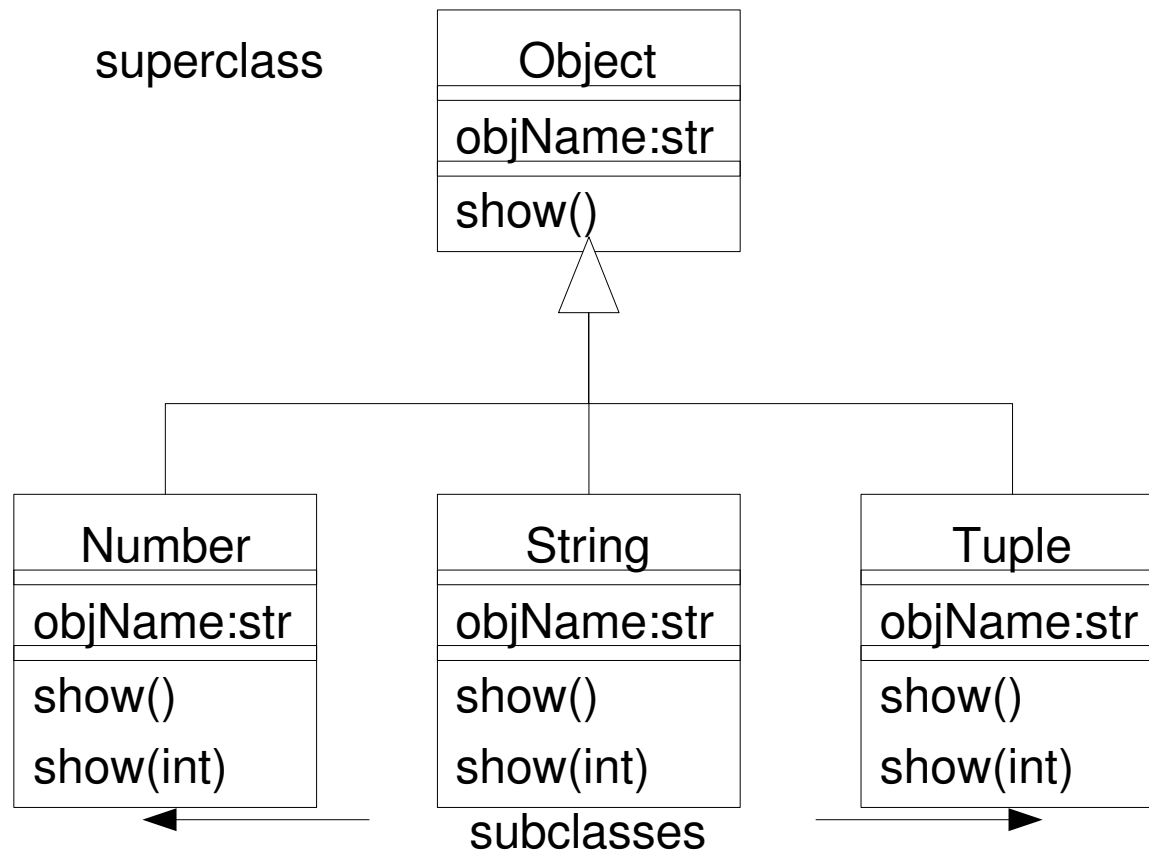 superclass
Object
objName:str
show()
Number
objName:str
show()
show(int)
String
objName:str
show()
show(int)
Tuple
objName:str
show()
show(int)
subclasses